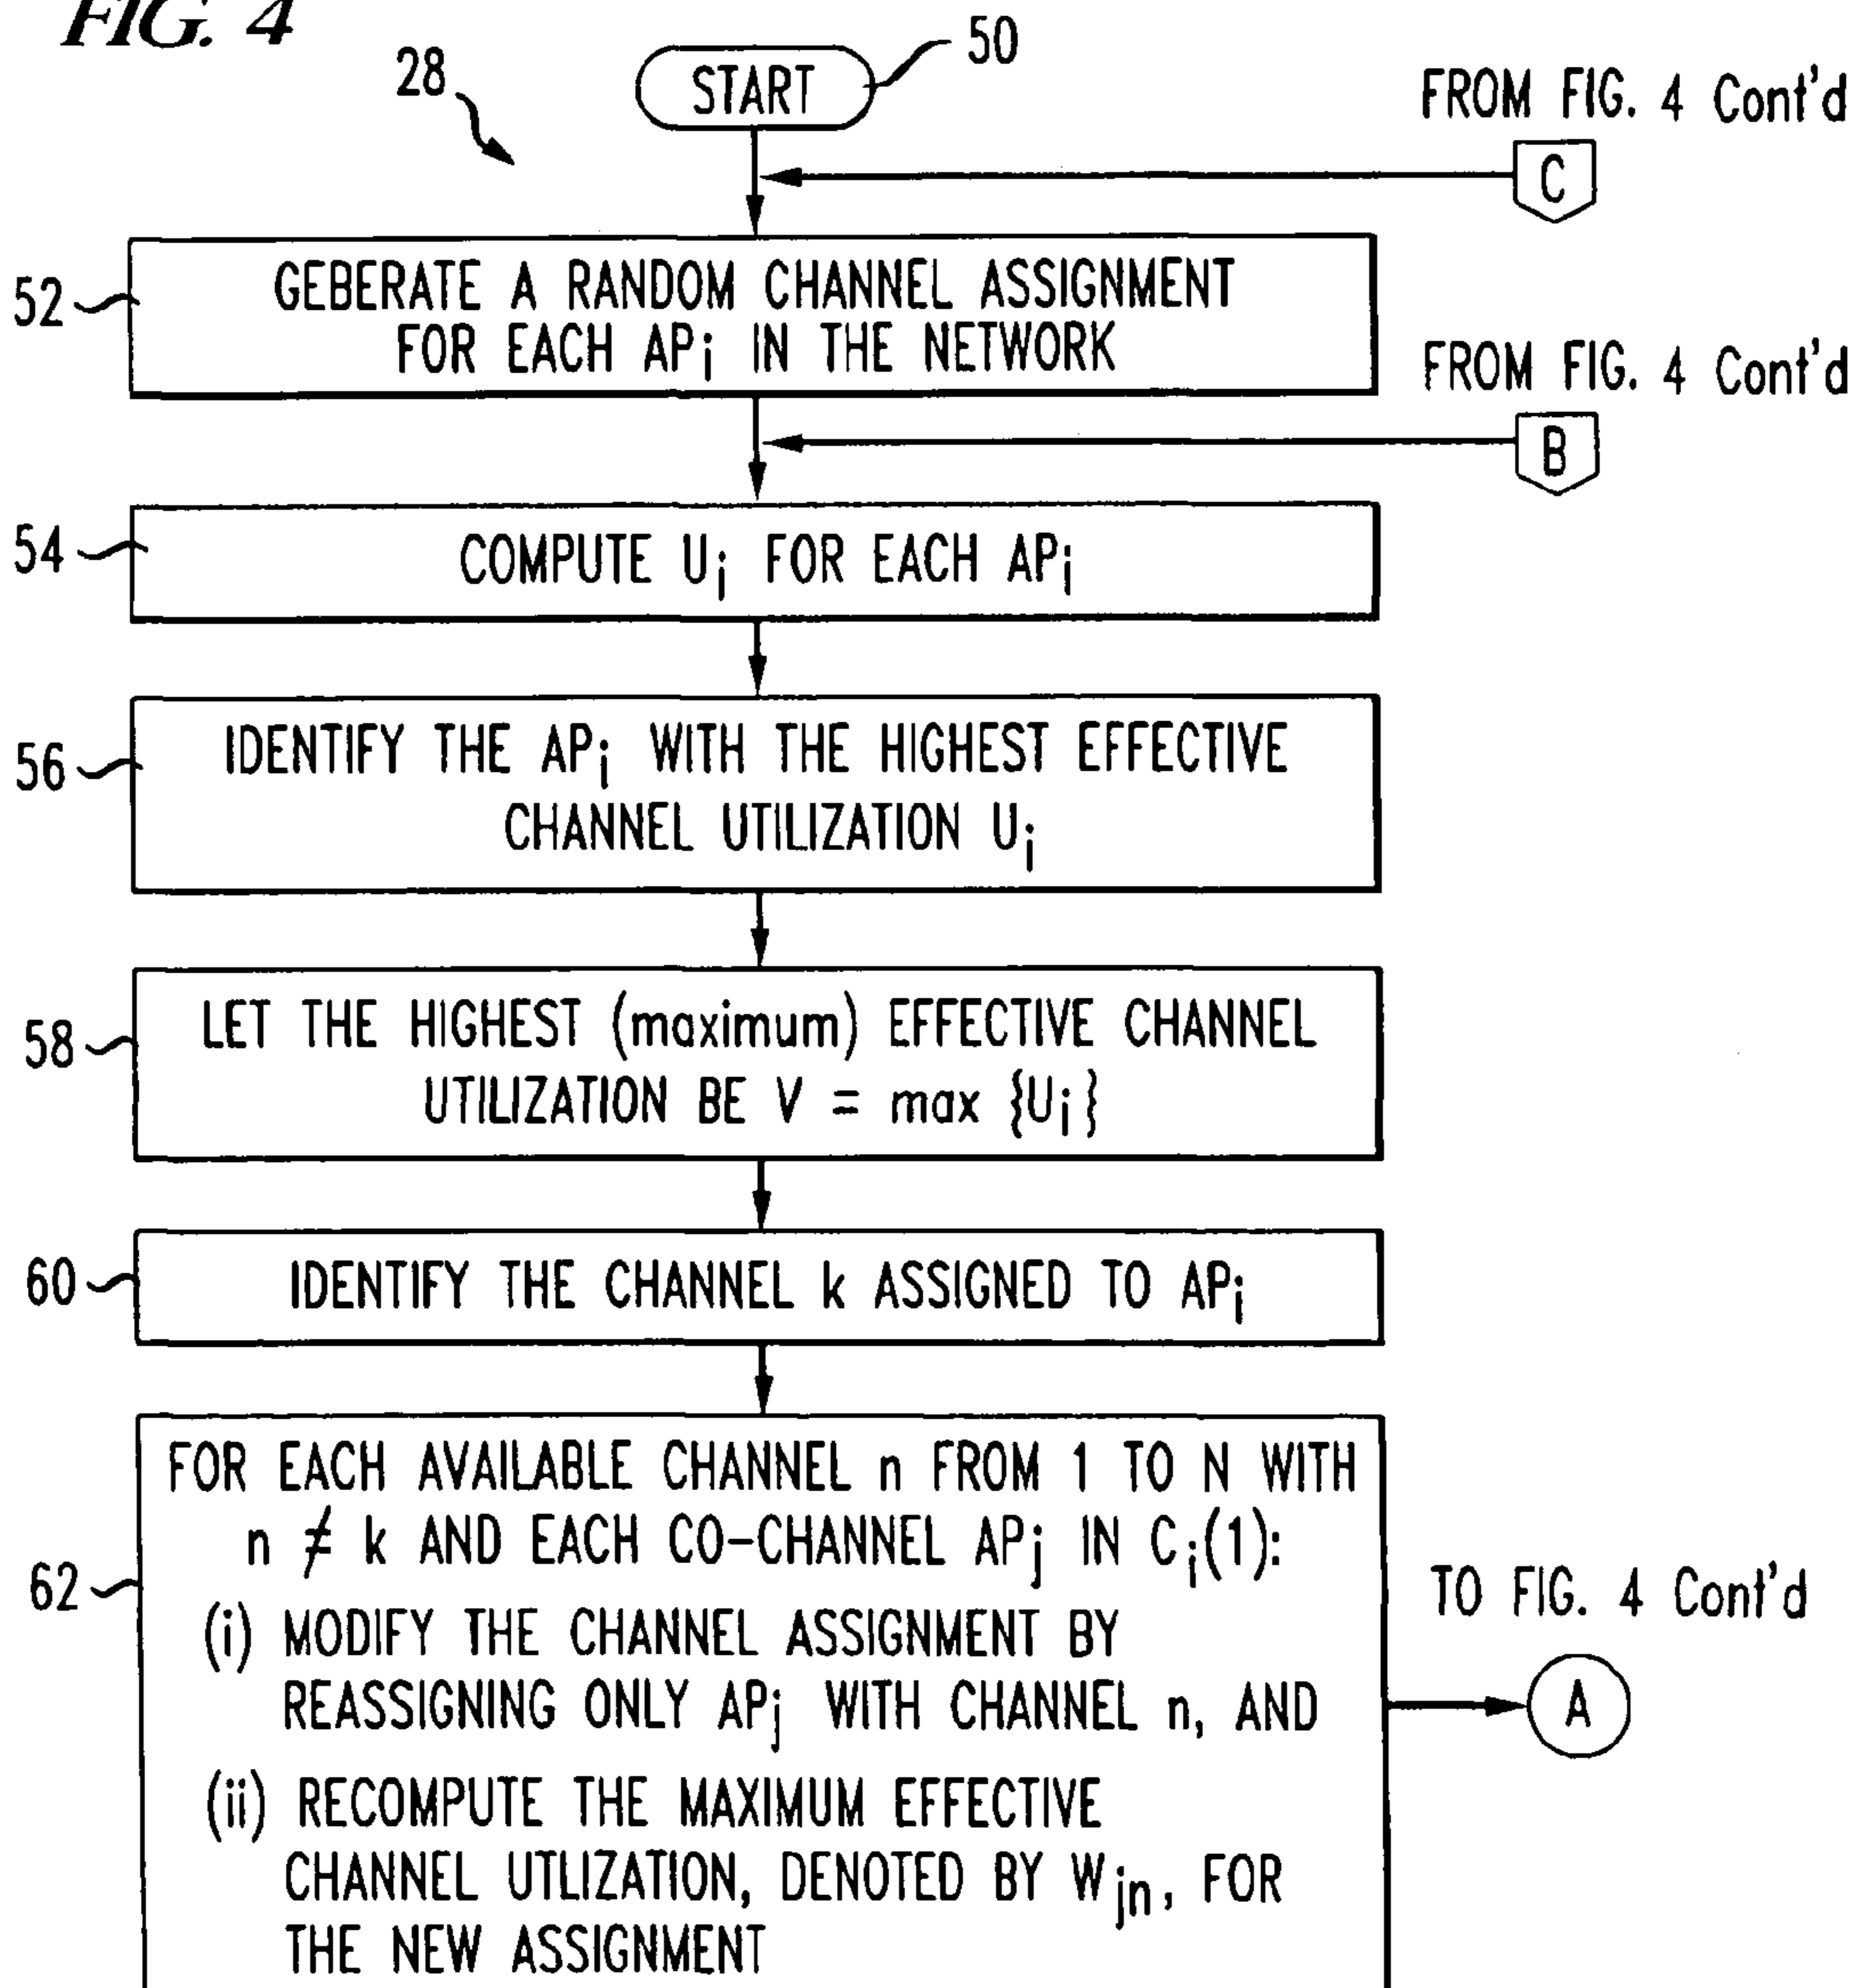 FIG. 4
28
START
50
FROM FIG. 4 Cont'd
C
52
GEBERATE A RANDOM CHANNEL ASSIGNMENT
FOR EACH APi IN THE NETWORK
FROM FIG. 4 Cont'd
B
54
COMPUTE Ui FOR EACH APi
56
IDENTIFY THE APi WITH THE HIGHEST EFFECTIVE
CHANNEL UTILIZATION Ui
58
LET THE HIGHEST (maximum) EFFECTIVE CHANNEL
UTILIZATION BE V = max {Ui}
60
IDENTIFY THE CHANNEL k ASSIGNED TO APi
62
FOR EACH AVAILABLE CHANNEL n FROM 1 TO N WITH
n ≠ k AND EACH CO-CHANNEL APj IN Ci(1):
(i) MODIFY THE CHANNEL ASSIGNMENT BY
REASSIGNING ONLY APj WITH CHANNEL n, AND
(ii) RECOMPUTE THE MAXIMUM EFFECTIVE
CHANNEL UTLIZATION, DENOTED BY Wjn, FOR
THE NEW ASSIGNMENT
TO FIG. 4 Cont'd
A